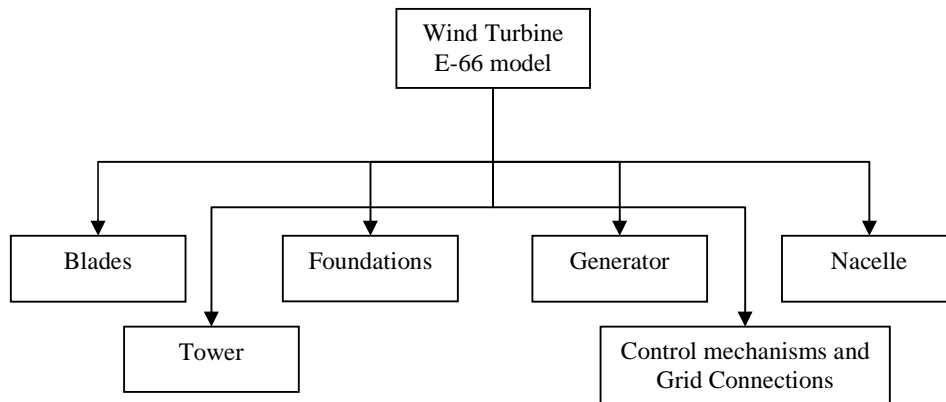 Wind Turbine
E-66 model
Blades
Foundations
Generator
Nacelle
Tower
Control mechanisms and
Grid Connections